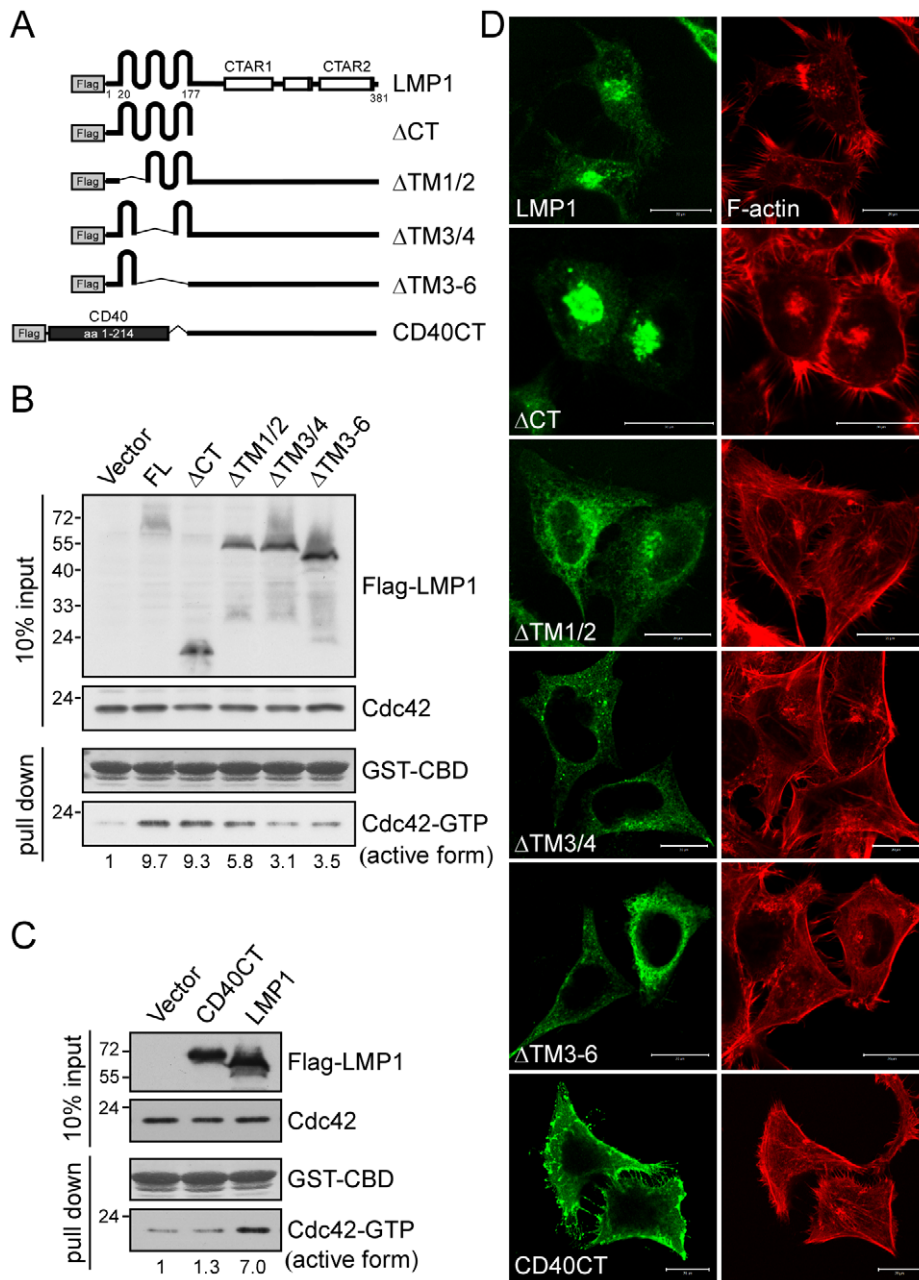 A
Flag
CTAR1
CTAR2
LMP1
1 20 177 381
Flag
ΔCT
Flag
ΔTM1/2
Flag
ΔTM3/4
Flag
ΔTM3-6
CD40
Flag
aa 1-214
CD40CT
B
Vector FL ΔCT ΔTM1/2 ΔTM3/4 ΔTM3-6
10% input
72-
55-
40-
33-
24-
Flag-LMP1
24-
Cdc42
pull down
GST-CBD
24-
Cdc42-GTP
(active form)
1 9.7 9.3 5.8 3.1 3.5
C
Vector CD40CT LMP1
10% input
72-
55-
Flag-LMP1
24-
Cdc42
pull down
GST-CBD
24-
Cdc42-GTP
(active form)
1 1.3 7.0
D
LMP1 F-actin
ΔCT
ΔTM1/2
ΔTM3/4
ΔTM3-6
CD40CT